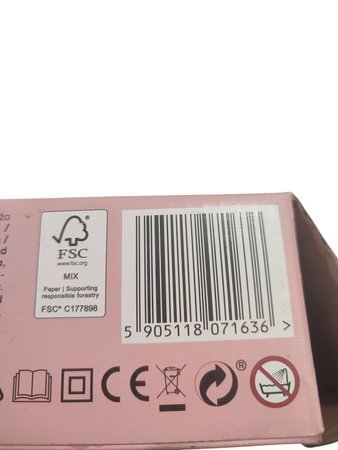 FSC
www.fsc.org
MIX
Paper | Supporting
responsible forestry
FSC® C177898
5 905118 071636 >
CE
®